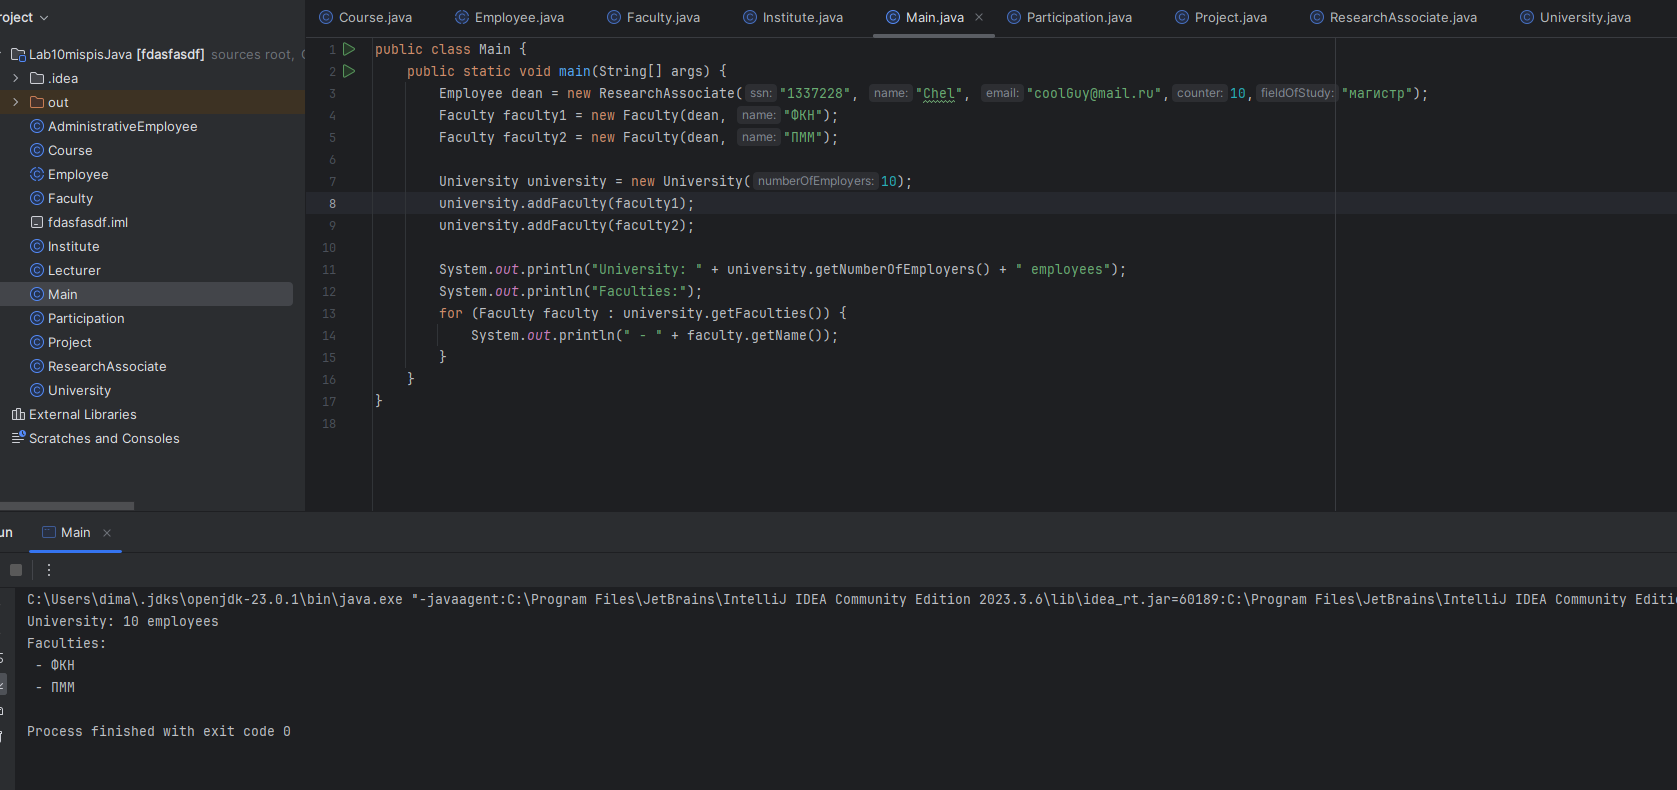 roject
Course.java Employee.java Faculty.java Institute.java Main.java Participation.java Project.java ResearchAssociate.java University.java
Lab10mispisJava [fdasfasdf] sources root,
.idea
out
AdministrativeEmployee
Course
Employee
Faculty
fdasfasdf.iml
Institute
Lecturer
Main
Participation
Project
ResearchAssociate
University
External Libraries
Scratches and Consoles
1 public class Main {
2 public static void main(String[] args) {
3 Employee dean = new ResearchAssociate( ssn: "1337228", name: "Chel", email: "coolGuy@mail.ru", counter: 10, fieldOfStudy: "магистр");
4 Faculty faculty1 = new Faculty(dean, name: "ФКН");
5 Faculty faculty2 = new Faculty(dean, name: "ПММ");
6
7 University university = new University( numberOfEmployers: 10);
8 university.addFaculty(faculty1);
9 university.addFaculty(faculty2);
10
11 System.out.println("University: " + university.getNumberOfEmployers() + " employees");
12 System.out.println("Faculties:");
13 for (Faculty faculty : university.getFaculties()) {
14 System.out.println(" - " + faculty.getName());
15 }
16 }
17 }
18
un Main
C:\Users\dima\.jdks\openjdk-23.0.1\bin\java.exe "-javaagent:C:\Program Files\JetBrains\IntelliJ IDEA Community Edition 2023.3.6\lib\idea_rt.jar=60189:C:\Program Files\JetBrains\IntelliJ IDEA Community Editi
University: 10 employees
Faculties:
- ФКН
- ПММ
Process finished with exit code 0